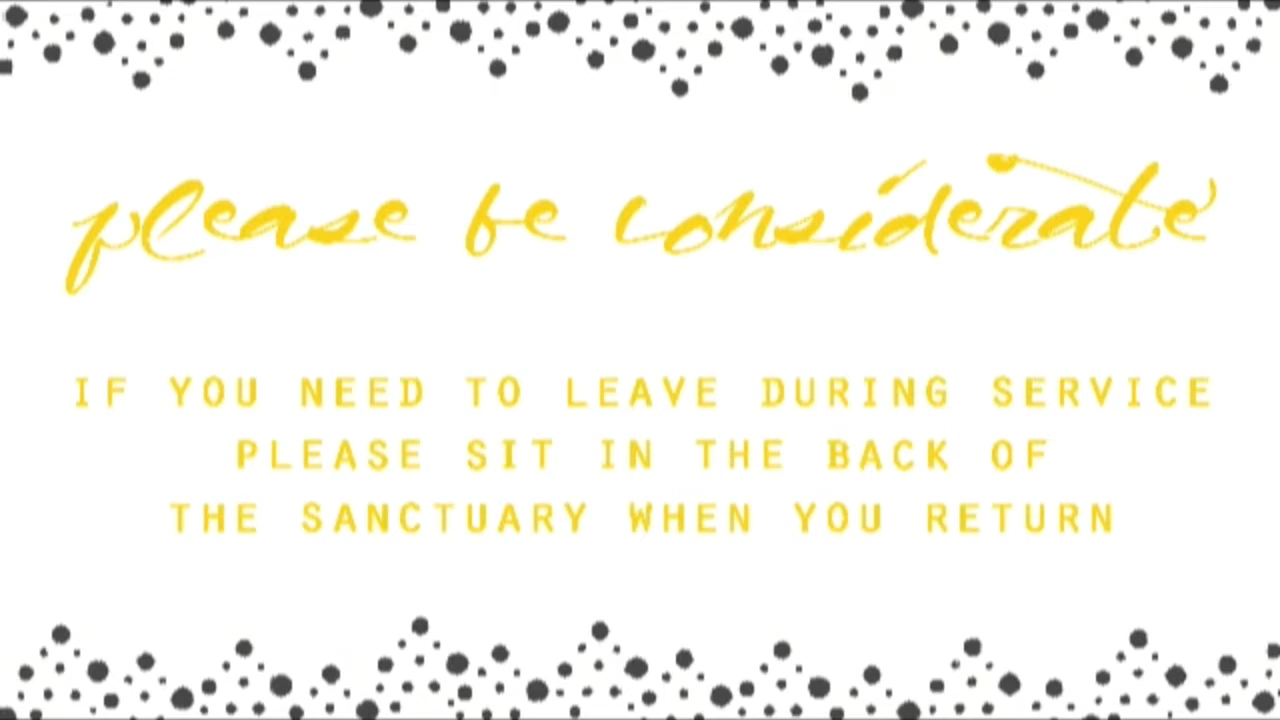 please be considerate
IF YOU NEED TO LEAVE DURING SERVICE
PLEASE SIT IN THE BACK OF
THE SANCTUARY WHEN YOU RETURN